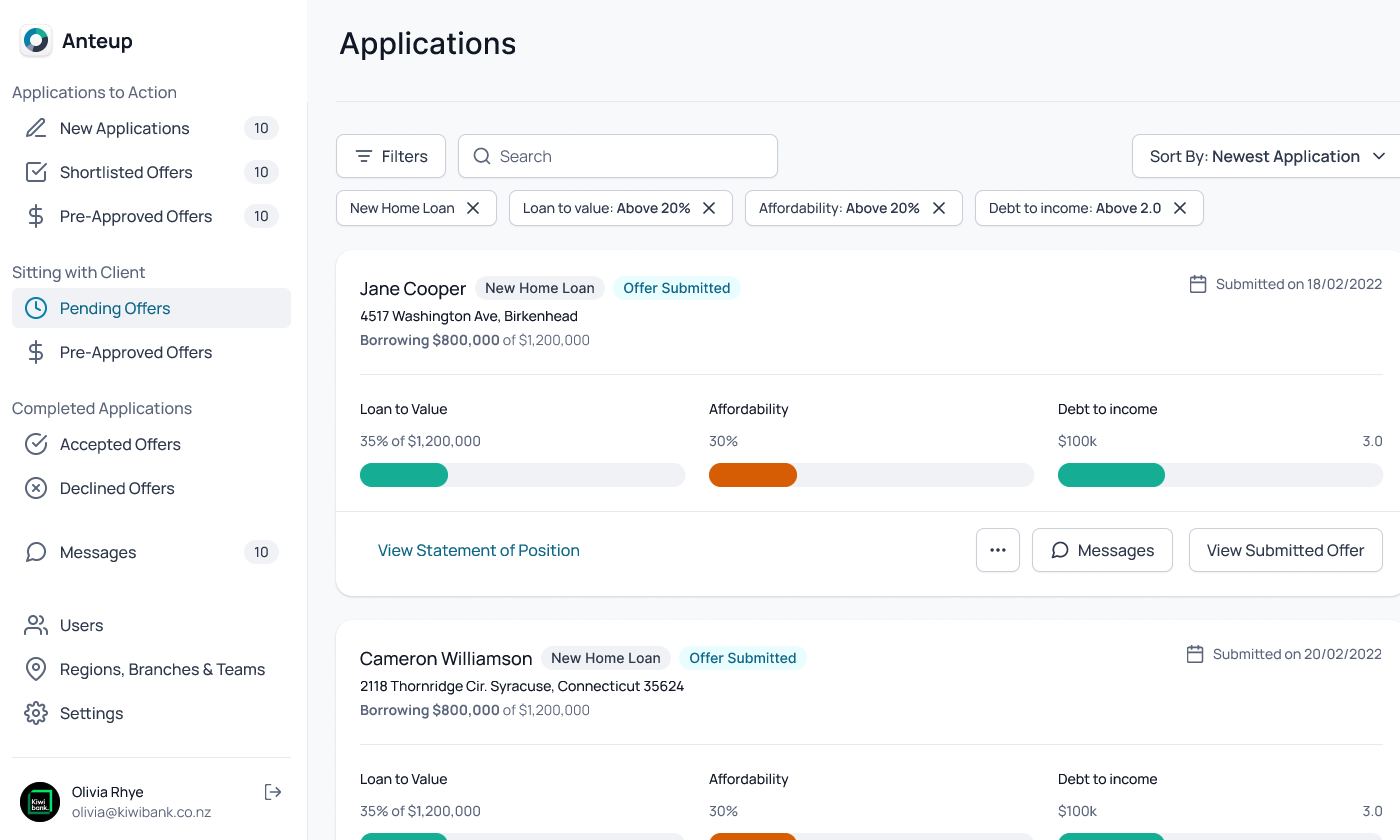 Anteup
Applications to Action
New Applications 10
Shortlisted Offers 10
Pre-Approved Offers 10
Sitting with Client
Pending Offers
Pre-Approved Offers
Completed Applications
Accepted Offers
Declined Offers
Messages 10
Users
Regions, Branches & Teams
Settings
Kiwi
bank.
Olivia Rhye
olivia@kiwibank.co.nz
Applications
Filters Search Sort By: Newest Application
New Home Loan Loan to value: Above 20% Affordability: Above 20% Debt to income: Above 2.0
Jane Cooper New Home Loan Offer Submitted Submitted on 18/02/2022
4517 Washington Ave, Birkenhead
Borrowing $800,000 of $1,200,000
Loan to Value Affordability Debt to income
35% of $1,200,000 30% $100k 3.0
View Statement of Position Messages View Submitted Offer
Cameron Williamson New Home Loan Offer Submitted Submitted on 20/02/2022
2118 Thornridge Cir. Syracuse, Connecticut 35624
Borrowing $800,000 of $1,200,000
Loan to Value Affordability Debt to income
35% of $1,200,000 30% $100k 3.0